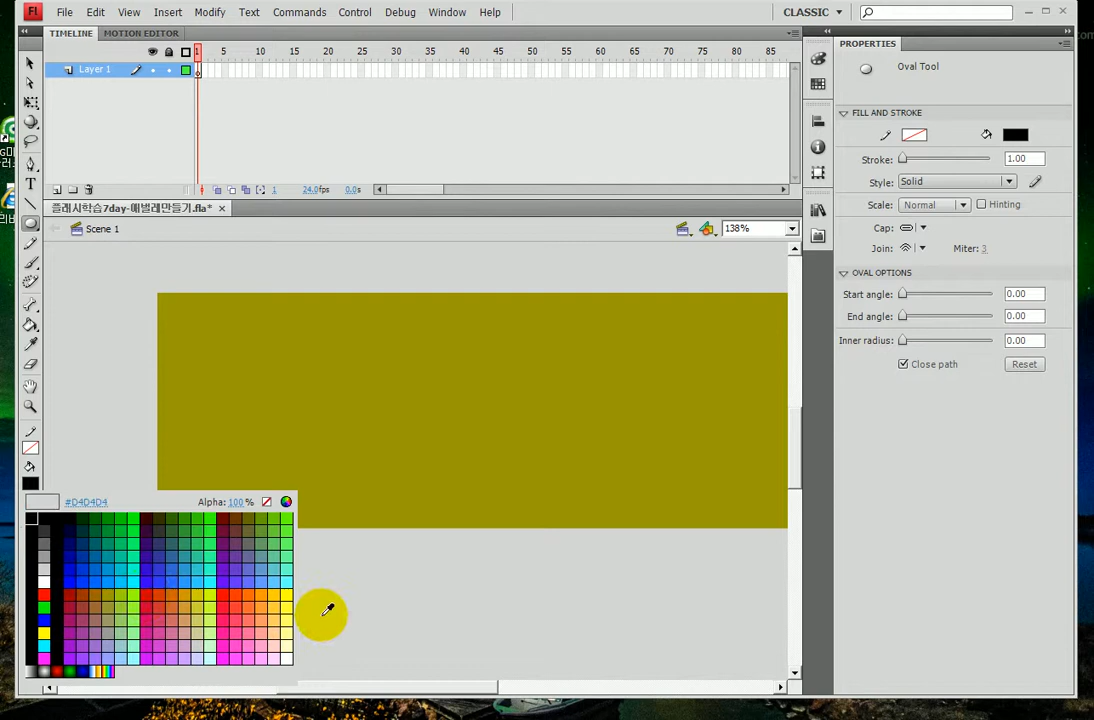 Fl File Edit View Insert Modify Text Commands Control Debug Window Help CLASSIC
TIMELINE MOTION EDITOR
1 5 10 15 20 25 30 35 40 45 50 55 60 65 70 75 80 85
Layer 1
1 24.0fps 0.0s
플래시학습7day-애벌레만들기.fla*
Scene 1 138%
#D4D4D4 Alpha: 100 %
PROPERTIES
Oval Tool
FILL AND STROKE
Stroke: 1.00
Style: Solid
Scale: Normal Hinting
Cap:
Join: Miter: 3
OVAL OPTIONS
Start angle: 0.00
End angle: 0.00
Inner radius: 0.00
Close path Reset